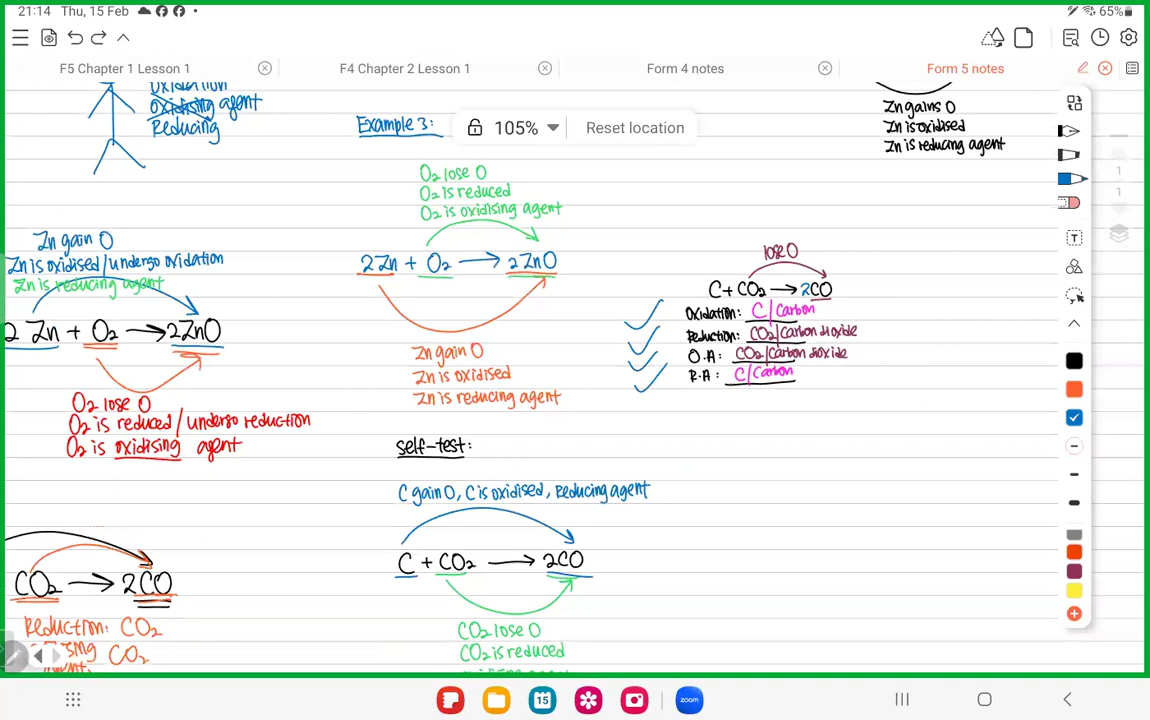 21:14 Thu, 15 Feb
65%
F5 Chapter 1 Lesson 1
F4 Chapter 2 Lesson 1
Form 4 notes
Form 5 notes
105%
Reset location
Oxidation
Oxidising agent
Reducing
Example 3:
Zn gains O
Zn is oxidised
Zn is reducing agent
O₂ lose O
O₂ is reduced
O₂ is oxidising agent
2Zn + O₂ → 2ZnO
Zn gain O
Zn is oxidised
Zn is reducing agent
Zn gain O
Zn is oxidised/undergo oxidation
Zn is reducing agent
2 Zn + O₂ → 2ZnO
O₂ lose O
O₂ is reduced/undergo reduction
O₂ is oxidising agent
lose O
C + CO₂ → 2CO
Oxidation: C/Carbon
Reduction: CO₂/Carbon dioxide
O.A: CO₂/Carbon dioxide
R.A: C/Carbon
self-test:
C gain O, C is oxidised, Reducing agent
C + CO₂ → 2CO
CO₂ lose O
CO₂ is reduced
CO₂ → 2CO
Reduction: CO₂
CO₂
1
1
T
15
zoom